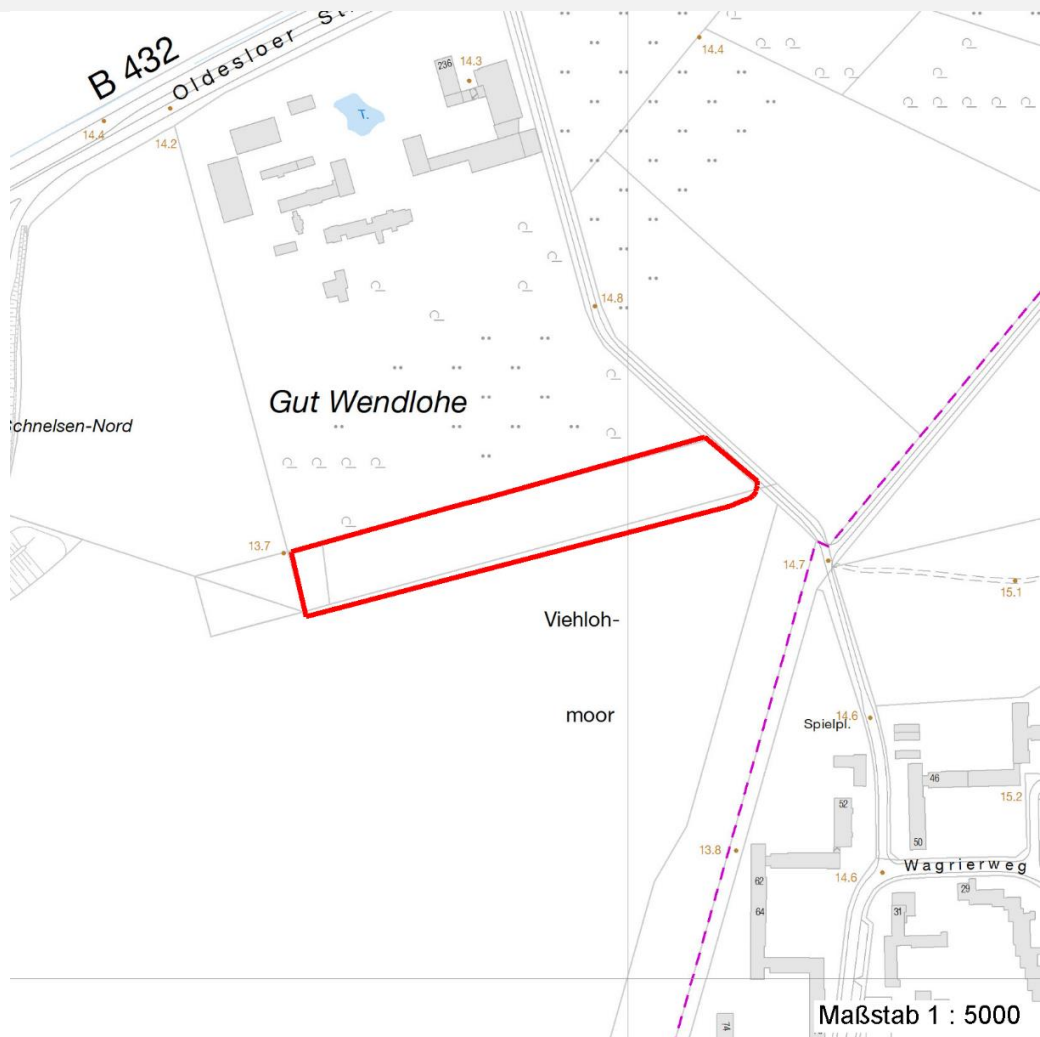 B 432
Oldesloer St
14.4
14.2
236
14.3
T.
14.4
14.8
Gut Wendlohe
chnelsen-Nord
13.7
14.7
15.1
Viehloh-
moor
Spielpl.
14.6
46
15.2
52
50
13.8
14.6
Wagrierweg
62
29
64
31
74
Maßstab 1 : 5000